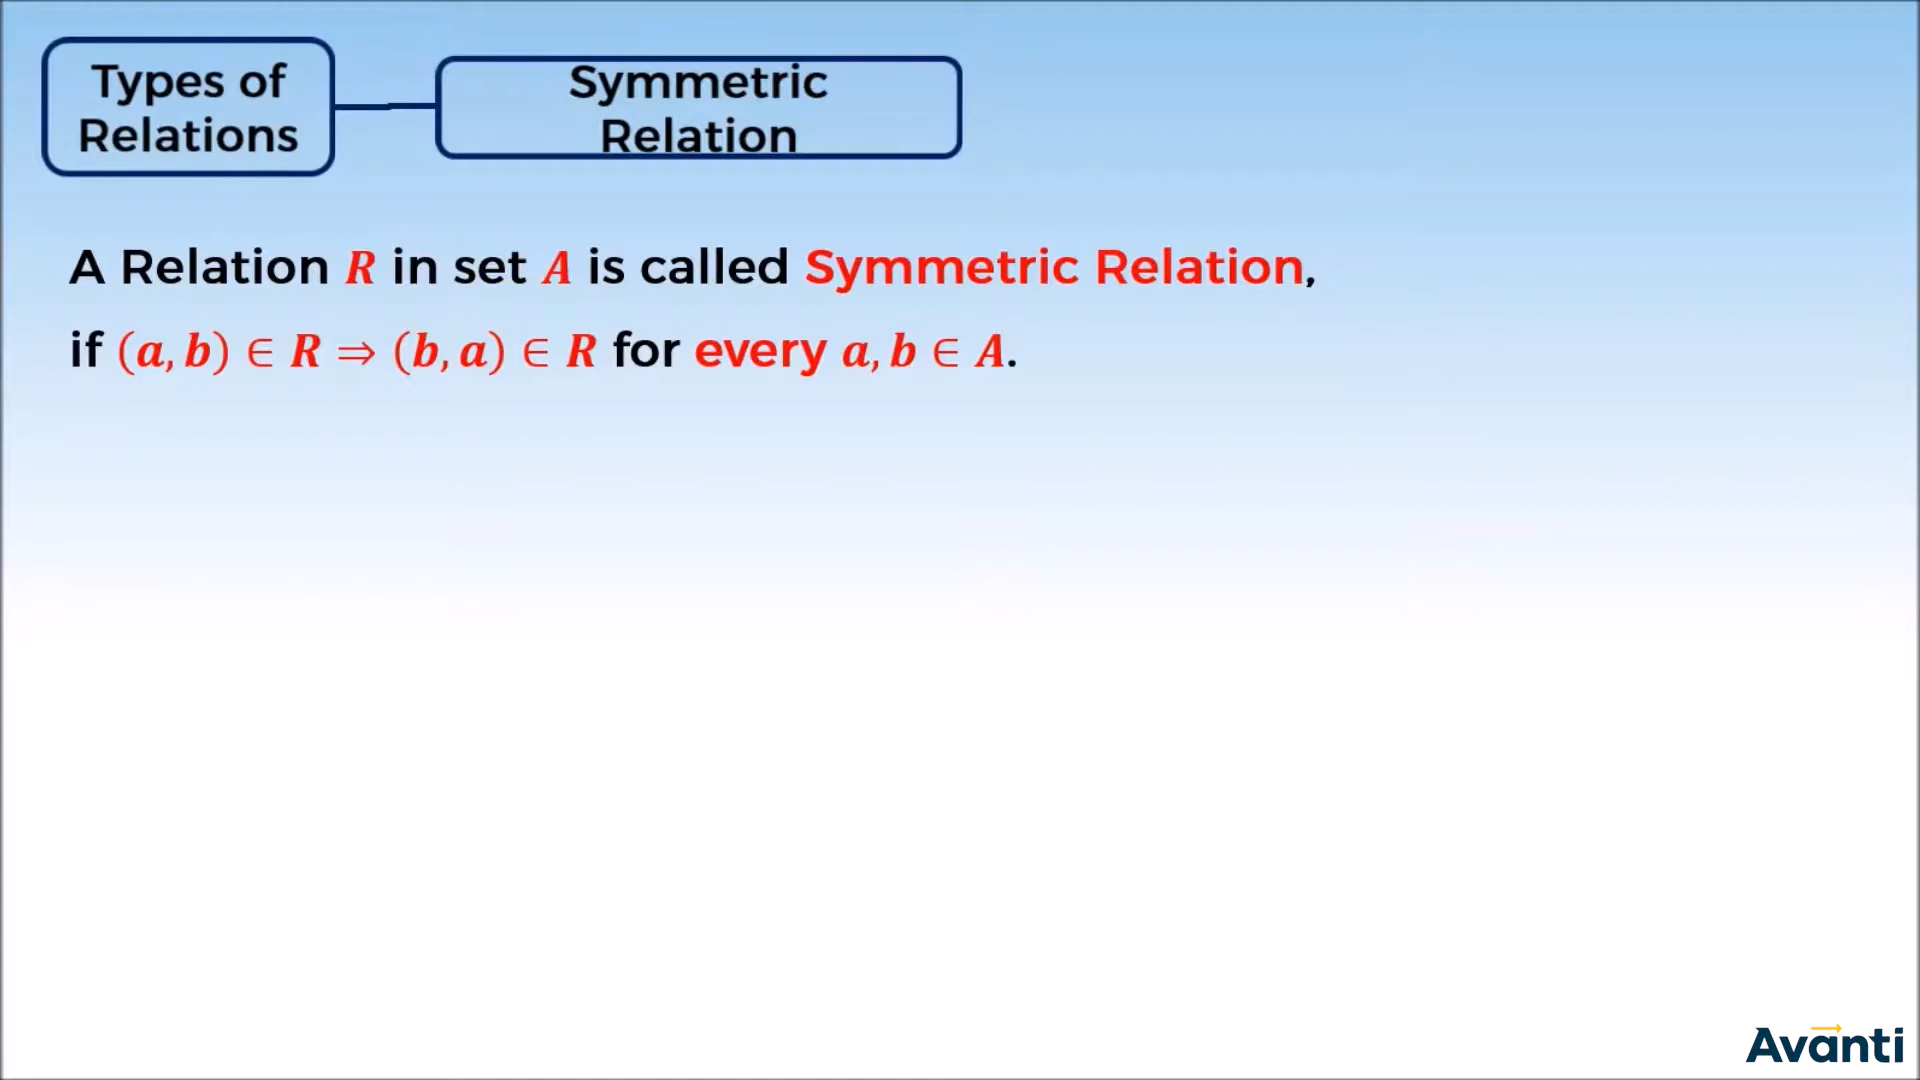 Types of
Relations
Symmetric
Relation
A Relation R in set A is called Symmetric Relation,
if (a, b) ∈ R ⇒ (b, a) ∈ R for every a, b ∈ A.
Avanti